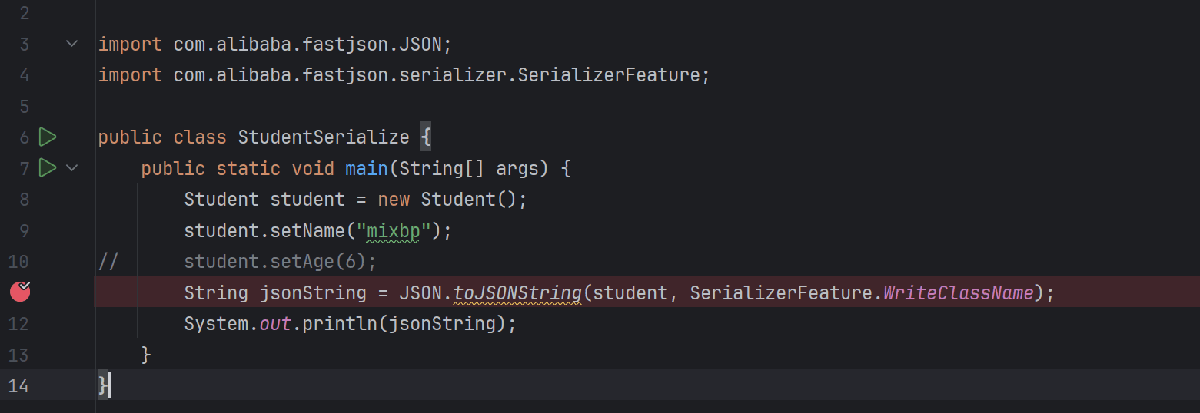 2
3 import com.alibaba.fastjson.JSON;
4 import com.alibaba.fastjson.serializer.SerializerFeature;
5
6 public class StudentSerialize {
7     public static void main(String[] args) {
8         Student student = new Student();
9         student.setName("mixbp");
10 //      student.setAge(6);
        String jsonString = JSON.toJSONString(student, SerializerFeature.WriteClassName);
12         System.out.println(jsonString);
13     }
14 }